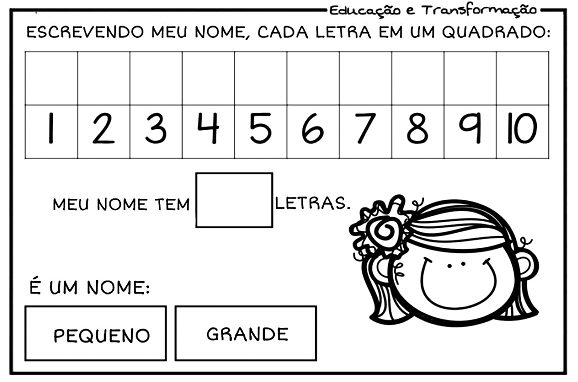 Educação e Transformação
ESCREVENDO MEU NOME, CADA LETRA EM UM QUADRADO:
1 2 3 4 5 6 7 8 9 10
MEU NOME TEM LETRAS.
É UM NOME:
PEQUENO GRANDE